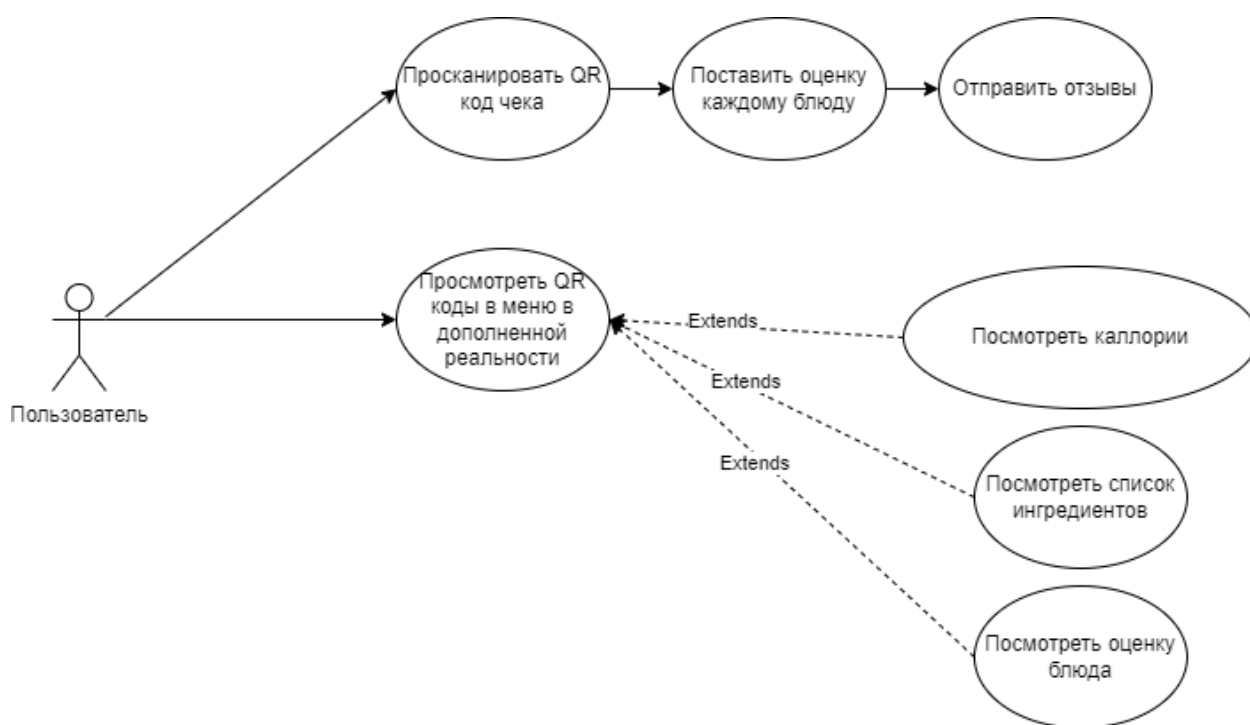 Просканировать QR
код чека
Поставить оценку
каждому блюду
Отправить отзывы
Просмотреть QR
коды в меню в
дополненной
реальности
Extends
Посмотреть каллории
Extends
Пользователь
Extends
Посмотреть список
ингредиентов
Посмотреть оценку
блюда